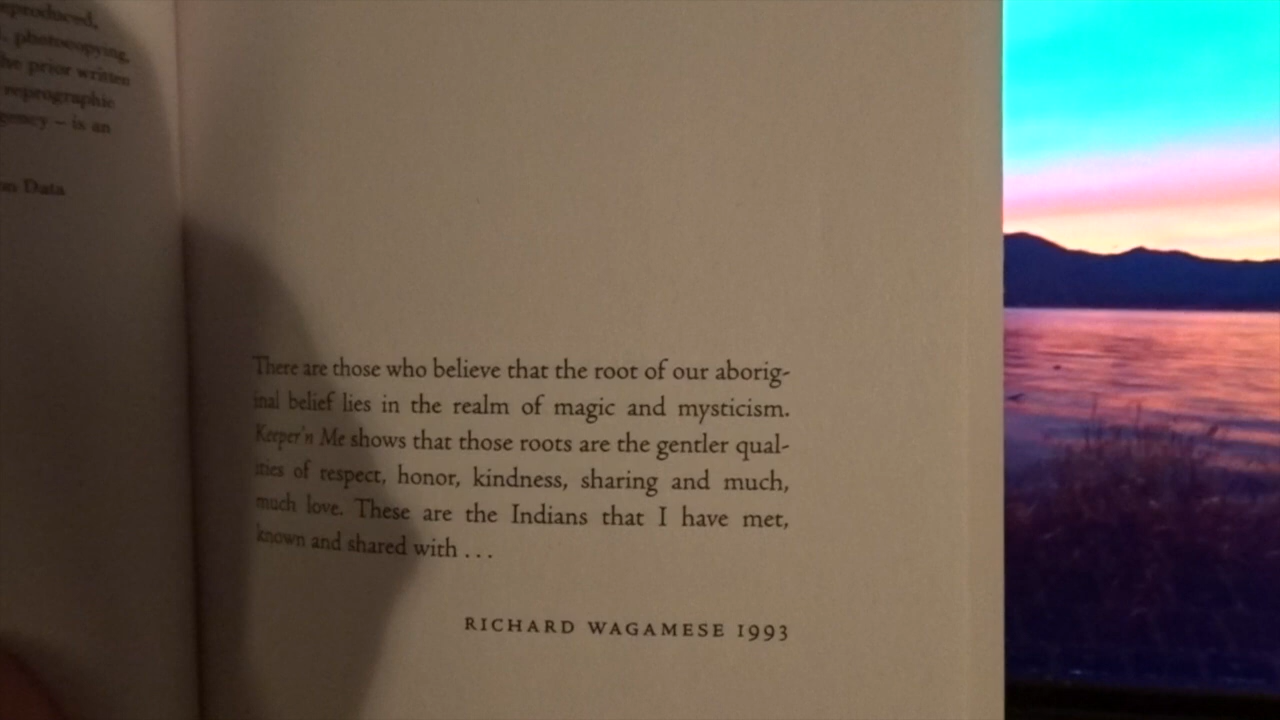 eproduced,
photocopying,
he prior written
reprographic
gency – is an
on Data
There are those who believe that the root of our aborig-
inal belief lies in the realm of magic and mysticism.
Keeper'n Me shows that those roots are the gentler qual-
ities of respect, honor, kindness, sharing and much,
much love. These are the Indians that I have met,
known and shared with . . .
RICHARD WAGAMESE 1993